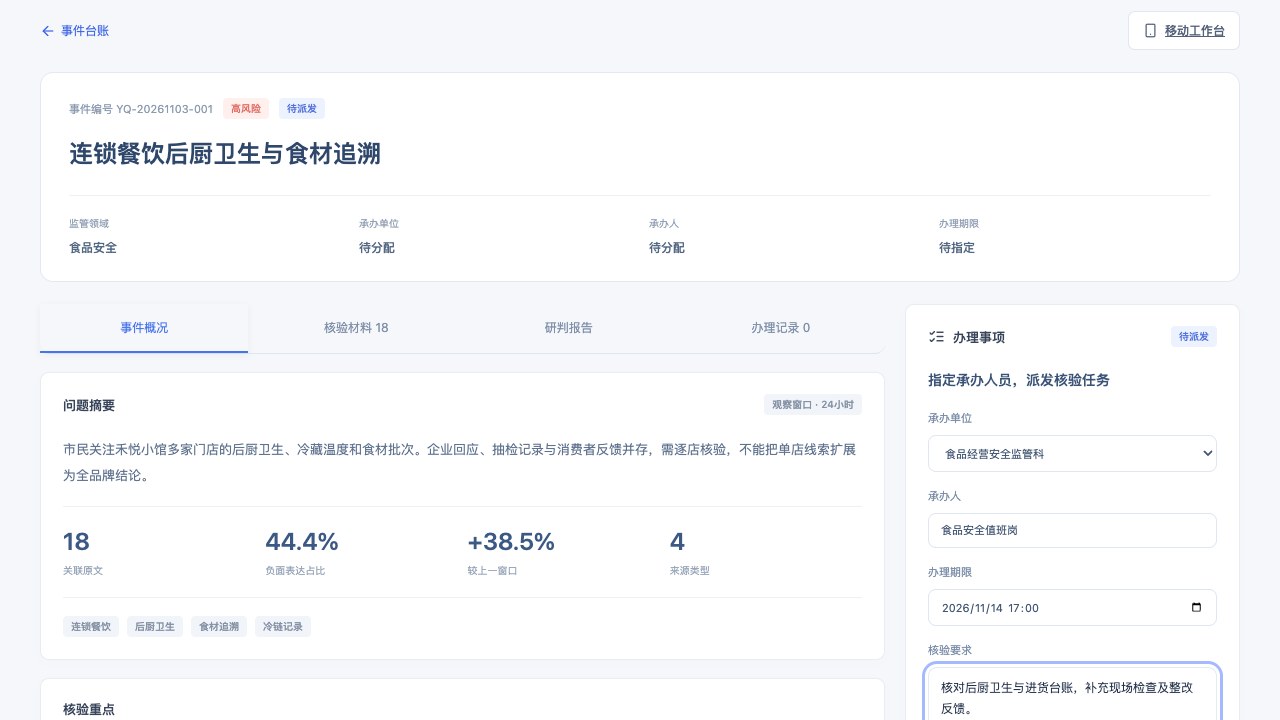 事件台账
移动工作台
事件编号 YQ-20261103-001 高风险 待派发
连锁餐饮后厨卫生与食材追溯
监管领域 承办单位 承办人 办理期限
食品安全 待分配 待分配 待指定
事件概况 核验材料 18 研判报告 办理记录 0
问题摘要 观察窗口 · 24小时
市民关注禾悦小馆多家门店的后厨卫生、冷藏温度和食材批次。企业回应、抽检记录与消费者反馈并存，需逐店核验，不能把单店线索扩展
为全品牌结论。
18 44.4% +38.5% 4
关联原文 负面表达占比 较上一窗口 来源类型
连锁餐饮 后厨卫生 食材追溯 冷链记录
核验重点
办理事项 待派发
指定承办人员，派发核验任务
承办单位
食品经营安全监管科
承办人
食品安全值班岗
办理期限
2026/11/14 17:00
核验要求
核对后厨卫生与进货台账，补充现场检查及整改
反馈。